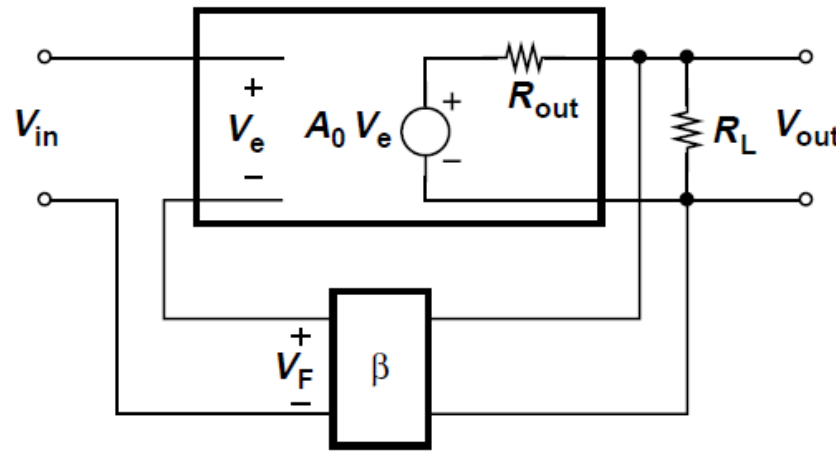 V_in
+
V_e
−
A_0 V_e
+
−
R_out
R_L
V_out
+
V_F
−
β